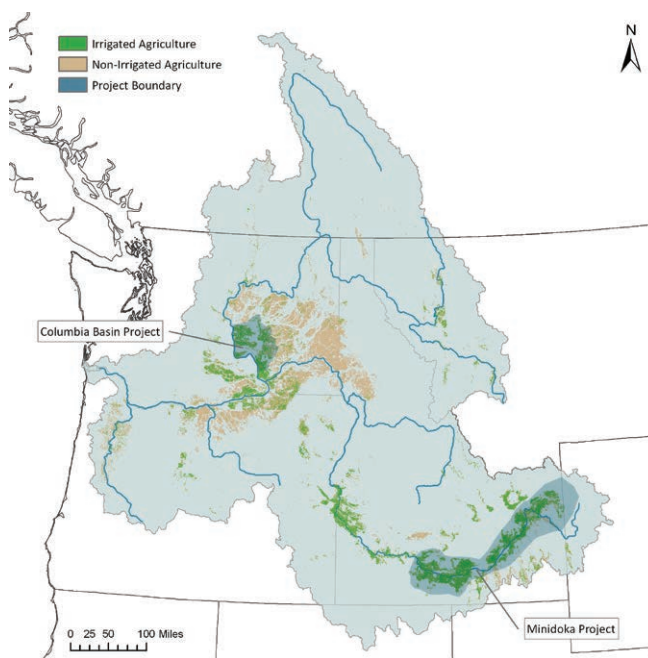 Irrigated Agriculture
Non-Irrigated Agriculture
Project Boundary
N
Columbia Basin Project
Minidoka Project
0 25 50 100 Miles